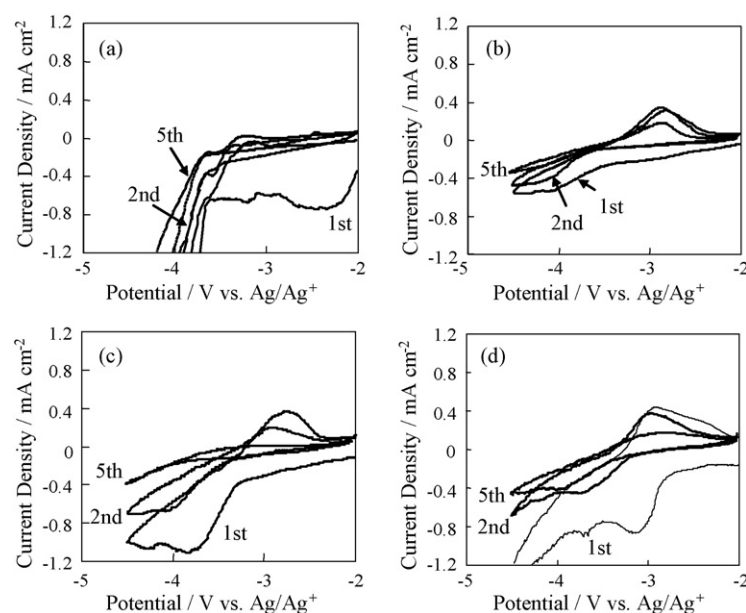 (a)
1.2
0.8
0.4
0
-0.4
-0.8
-1.2
Current Density / mA cm-2
5th
2nd
1st
-5
-4
-3
-2
Potential / V vs. Ag/Ag+
(b)
1.2
0.8
0.4
0
-0.4
-0.8
-1.2
Current Density / mA cm-2
5th
2nd
1st
-5
-4
-3
-2
Potential / V vs. Ag/Ag+
(c)
1.2
0.8
0.4
0
-0.4
-0.8
-1.2
Current Density / mA cm-2
5th
2nd
1st
-5
-4
-3
-2
Potential / V vs. Ag/Ag+
(d)
1.2
0.8
0.4
0
-0.4
-0.8
-1.2
Current Density / mA cm-2
5th
2nd
1st
-5
-4
-3
-2
Potential / V vs. Ag/Ag+